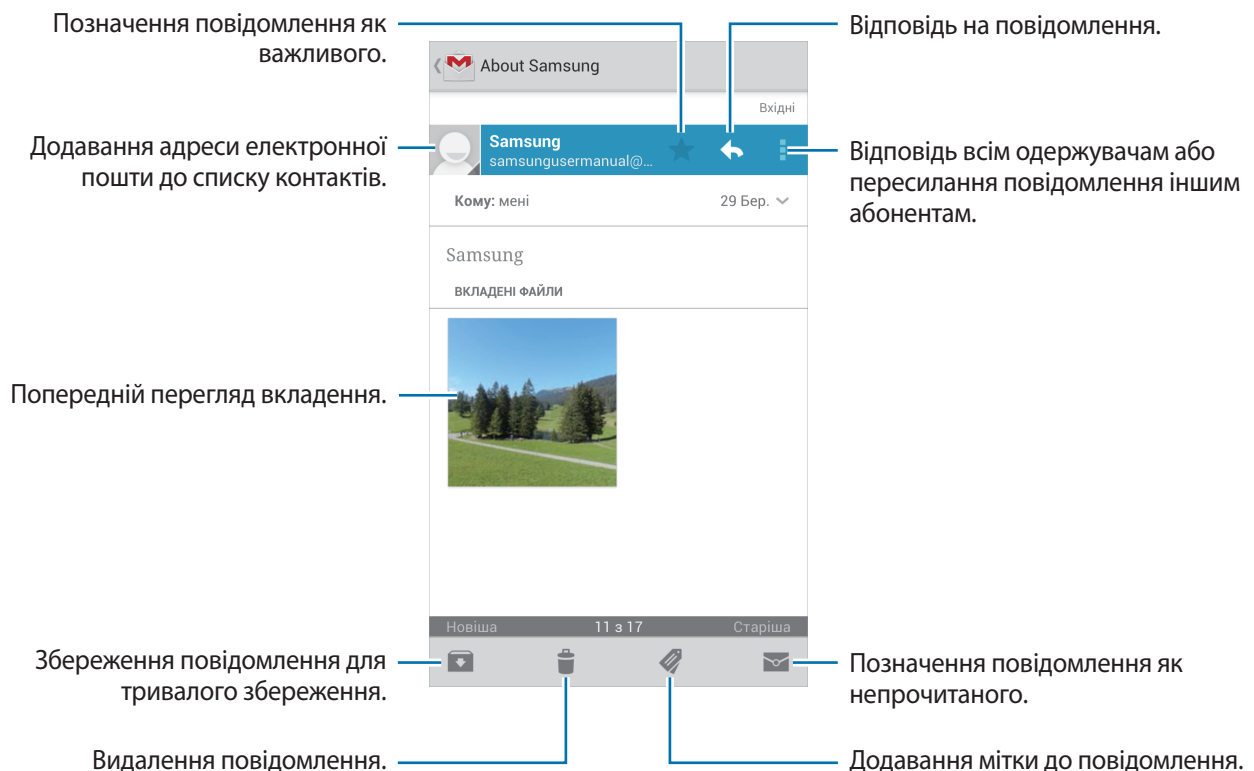 Позначення повідомлення як
важливого.
Відповідь на повідомлення.
About Samsung
Вхідні
Додавання адреси електронної
пошти до списку контактів.
Samsung
samsungusermanual@...
Відповідь всім одержувачам або
пересилання повідомлення іншим
абонентам.
Кому: мені
29 Бер.
Samsung
ВКЛАДЕНІ ФАЙЛИ
Попередній перегляд вкладення.
Новіша
11 з 17
Старіша
Збереження повідомлення для
тривалого збереження.
Позначення повідомлення як
непрочитаного.
Видалення повідомлення.
Додавання мітки до повідомлення.